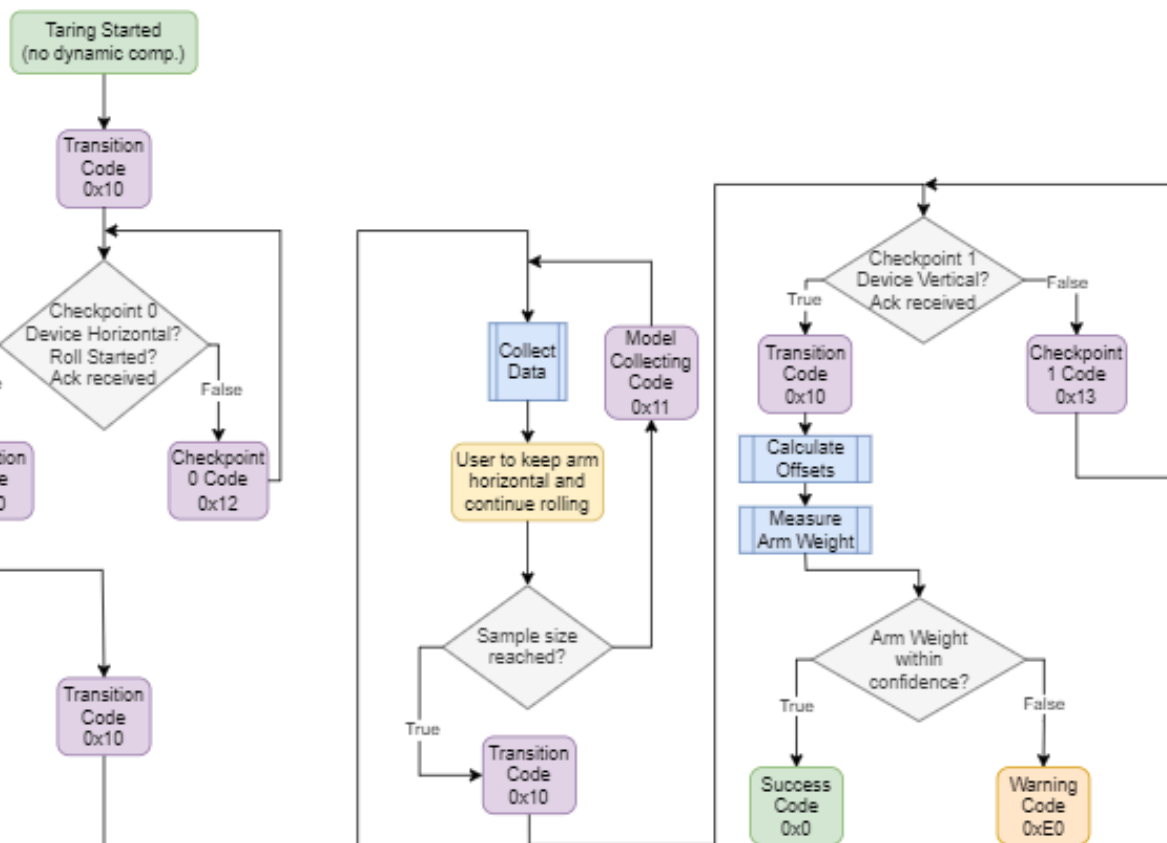 Taring Started
(no dynamic comp.)
Transition
Code
0x10
Checkpoint 0
Device Horizontal?
Roll Started?
Ack received
False
Checkpoint
0 Code
0x12
Transition
Code
0x10
Collect
Data
Model
Collecting
Code
0x11
User to keep arm
horizontal and
continue rolling
Sample size
reached?
True
Transition
Code
0x10
Checkpoint 1
Device Vertical?
Ack received
True
False
Transition
Code
0x10
Checkpoint
1 Code
0x13
Calculate
Offsets
Measure
Arm Weight
Arm Weight
within
confidence?
True
False
Success
Code
0x0
Warning
Code
0xE0